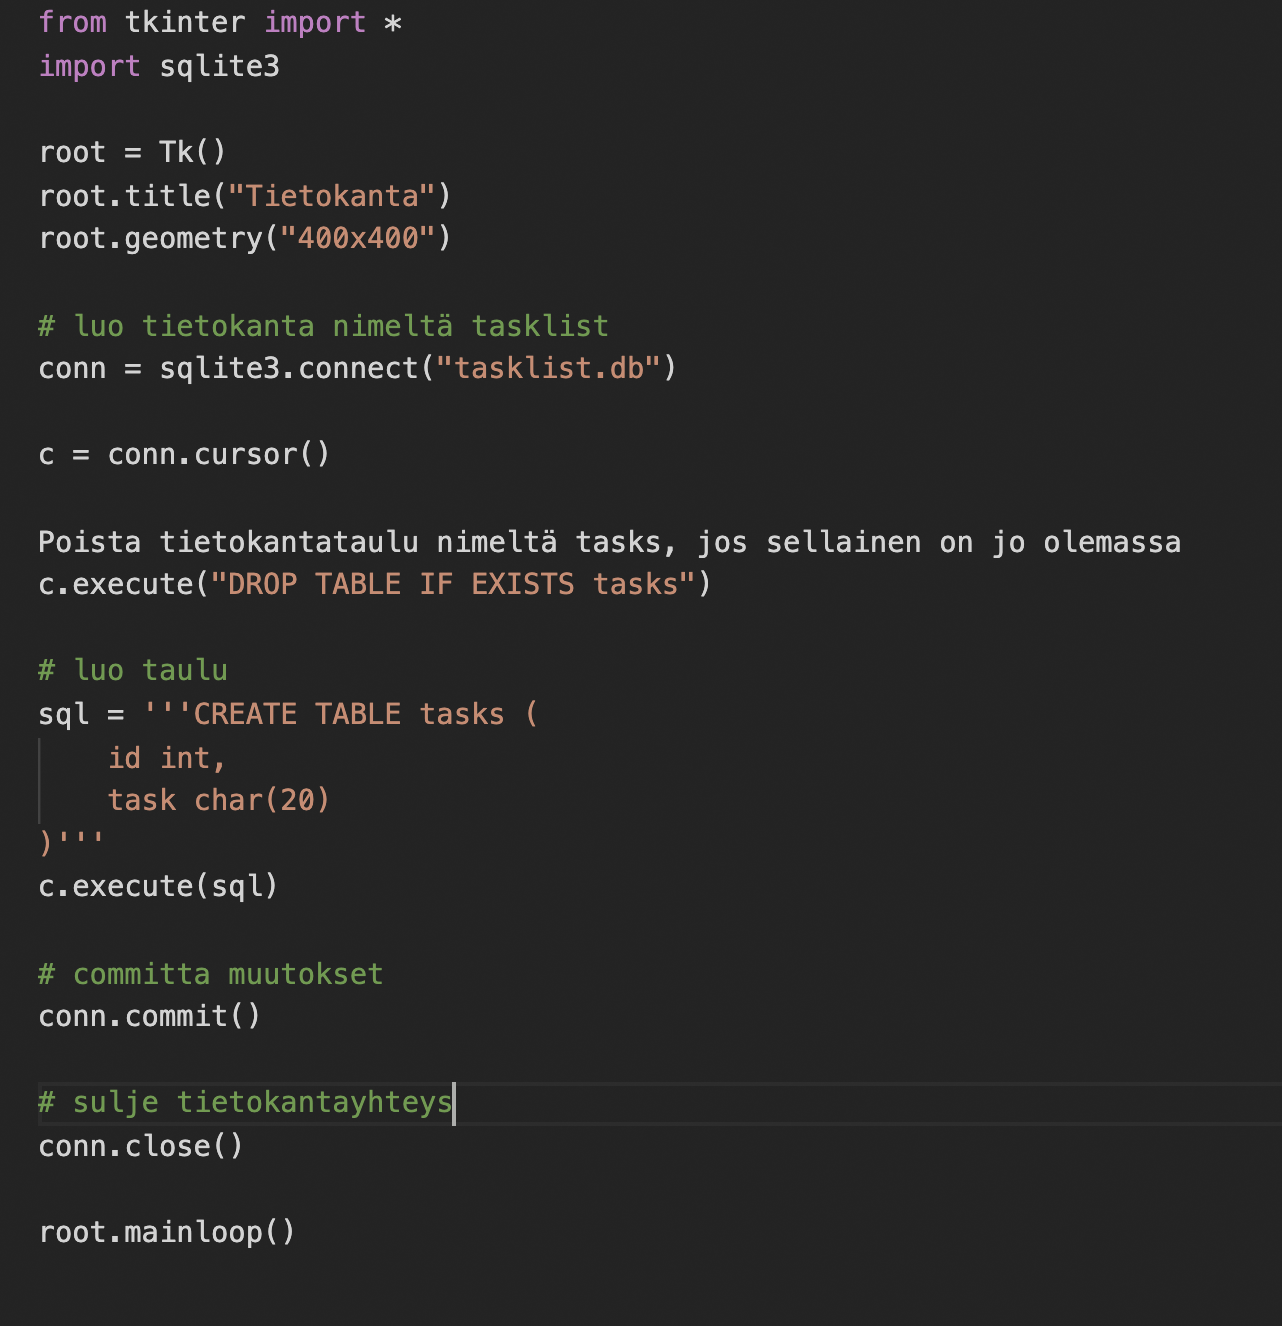 from tkinter import *
import sqlite3
root = Tk()
root.title("Tietokanta")
root.geometry("400x400")
# luo tietokanta nimeltä tasklist
conn = sqlite3.connect("tasklist.db")
c = conn.cursor()
Poista tietokantataulu nimeltä tasks, jos sellainen on jo olemassa
c.execute("DROP TABLE IF EXISTS tasks")
# luo taulu
sql = '''CREATE TABLE tasks (
    id int,
    task char(20)
)'''
c.execute(sql)
# committa muutokset
conn.commit()
# sulje tietokantayhteys
conn.close()
root.mainloop()